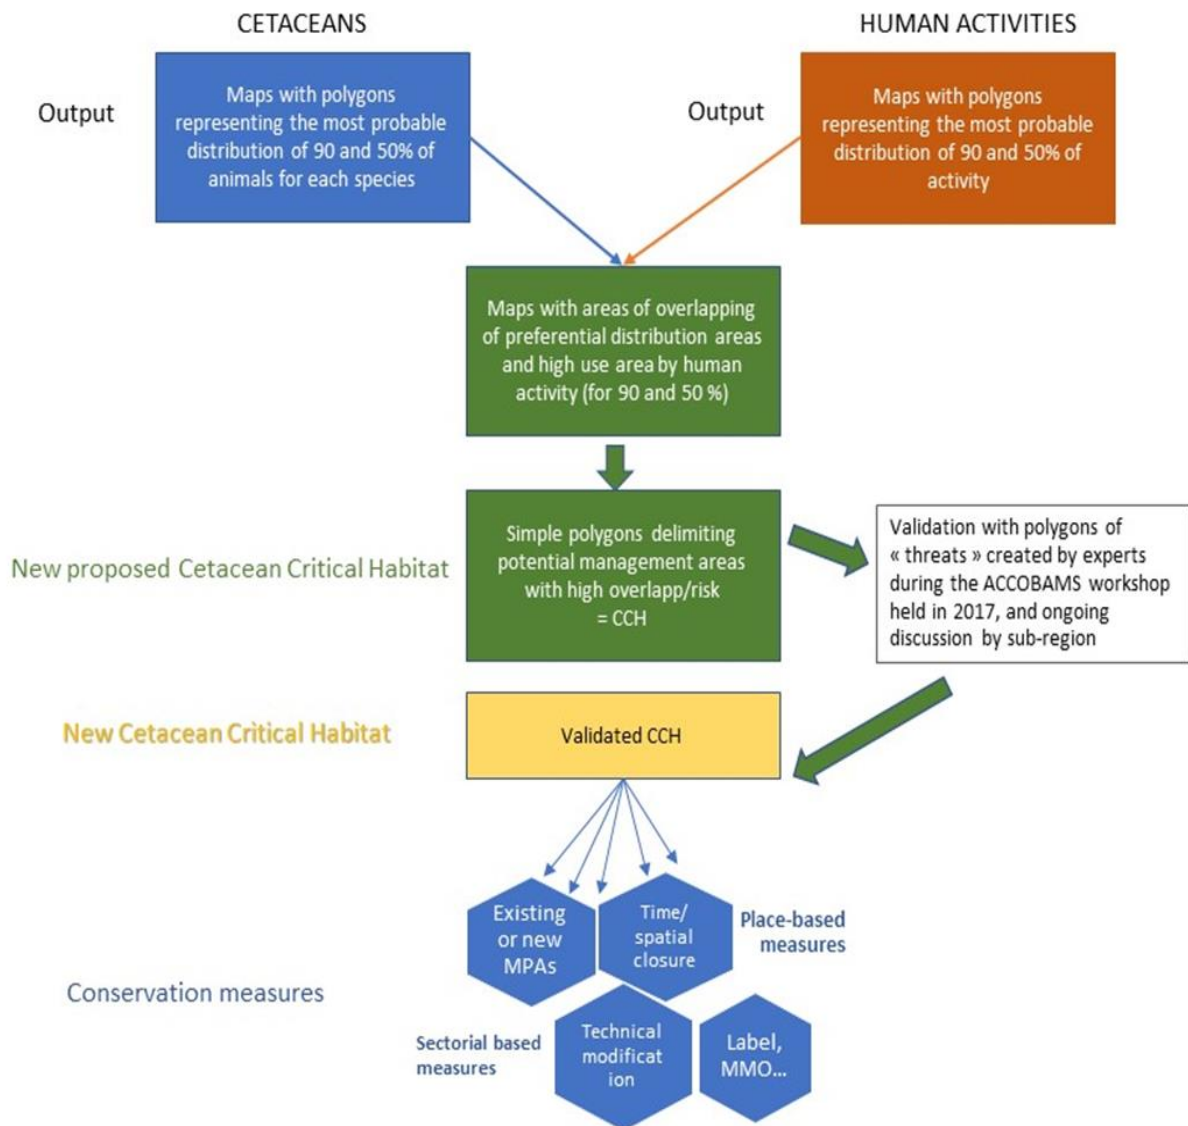 CETACEANS
HUMAN ACTIVITIES
Output
Maps with polygons
representing the most probable
distribution of 90 and 50% of
animals for each species
Output
Maps with polygons
representing the most probable
distribution of 90 and 50% of
activity
Maps with areas of overlapping
of preferential distribution areas
and high use area by human
activity (for 90 and 50 %)
New proposed Cetacean Critical Habitat
Simple polygons delimiting
potential management areas
with high overlapp/risk
= CCH
Validation with polygons of
« threats » created by experts
during the ACCOBAMS workshop
held in 2017, and ongoing
discussion by sub-region
New Cetacean Critical Habitat
Validated CCH
Existing
or new
MPAs
Time/
spatial
closure
Place-based
measures
Conservation measures
Sectorial based
measures
Technical
modificat
ion
Label,
MMO...